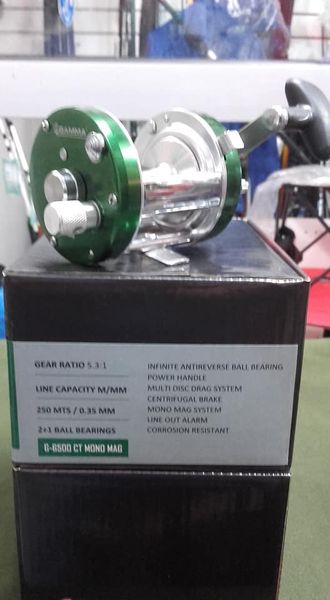 GAMMA
GEAR RATIO 5.3:1
LINE CAPACITY M/MM
250 MTS / 0.35 MM
2+1 BALL BEARINGS
G-6500 CT MONO MAG
INFINITE ANTIREVERSE BALL BEARING
POWER HANDLE
MULTI DISC DRAG SYSTEM
CENTRIFUGAL BRAKE
MONO MAG SYSTEM
LINE OUT ALARM
CORROSION RESISTANT